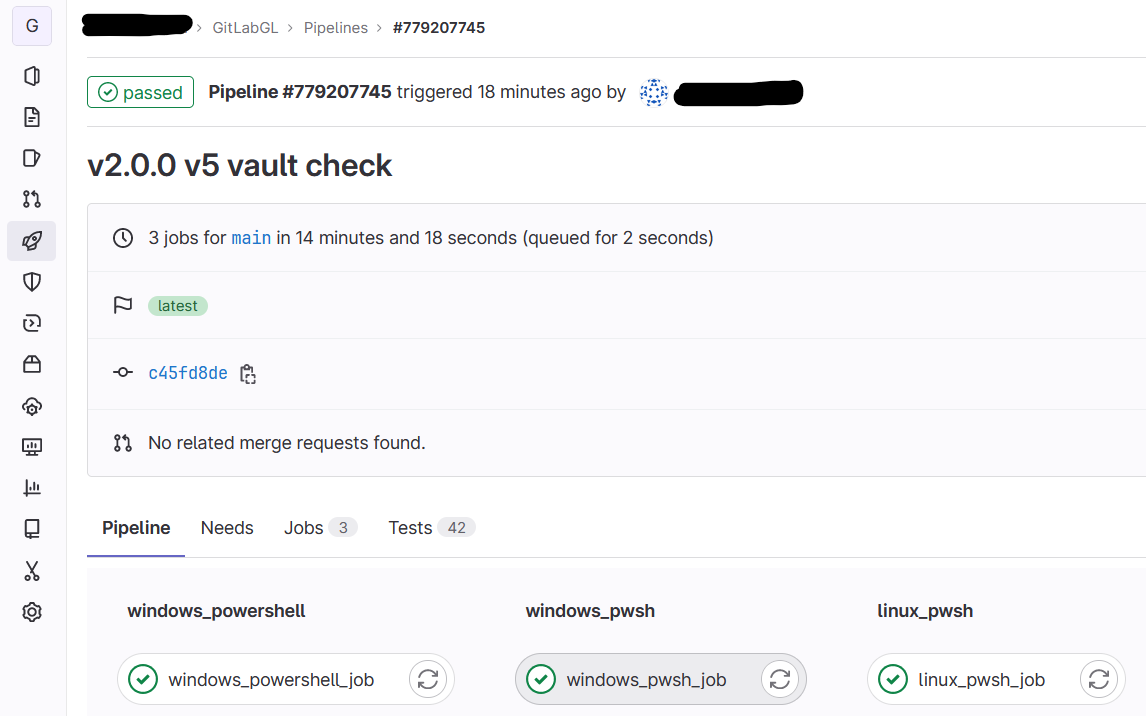 G
GitLabGL > Pipelines > #779207745
passed Pipeline #779207745 triggered 18 minutes ago by
v2.0.0 v5 vault check
3 jobs for main in 14 minutes and 18 seconds (queued for 2 seconds)
latest
c45fd8de
No related merge requests found.
Pipeline Needs Jobs 3 Tests 42
windows_powershell windows_pwsh linux_pwsh
windows_powershell_job windows_pwsh_job linux_pwsh_job